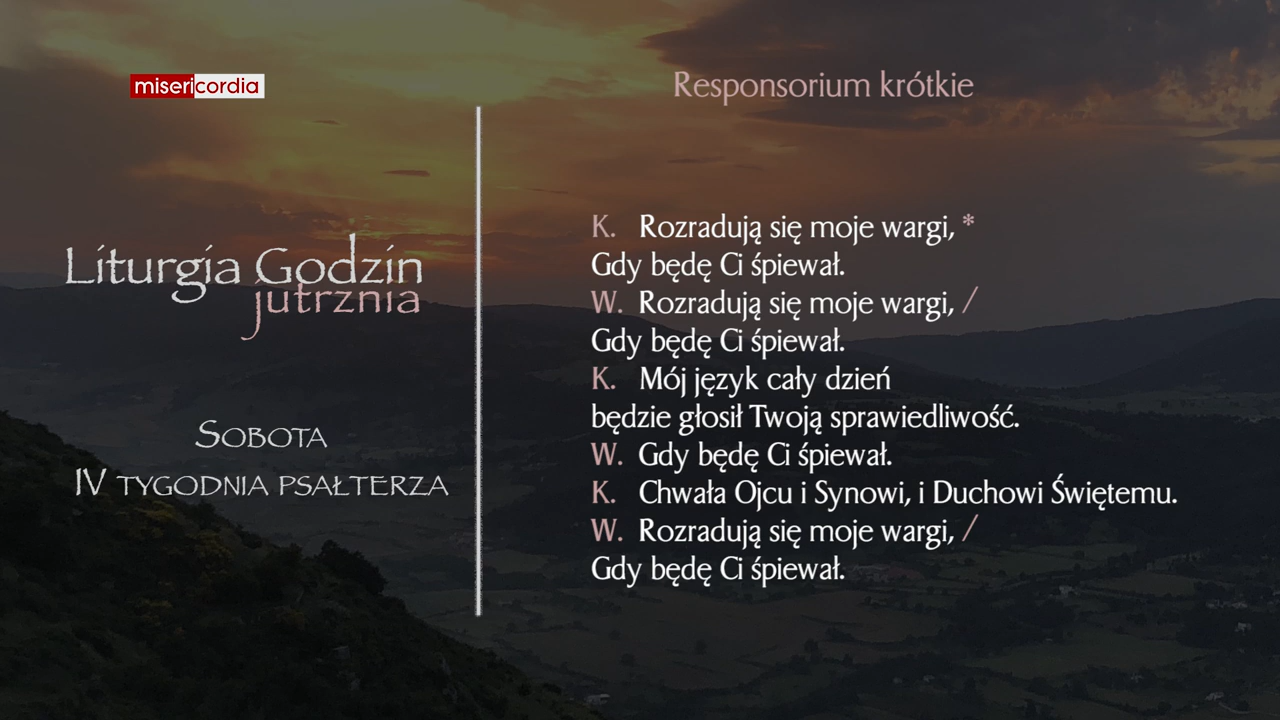 misericordia
Liturgia Godzin
jutrznia
Sobota
IV tygodnia psałterza
Responsorium krótkie
K. Rozradują się moje wargi, *
Gdy będę Ci śpiewał.
W. Rozradują się moje wargi, /
Gdy będę Ci śpiewał.
K. Mój język cały dzień
będzie głosił Twoją sprawiedliwość.
W. Gdy będę Ci śpiewał.
K. Chwała Ojcu i Synowi, i Duchowi Świętemu.
W. Rozradują się moje wargi, /
Gdy będę Ci śpiewał.